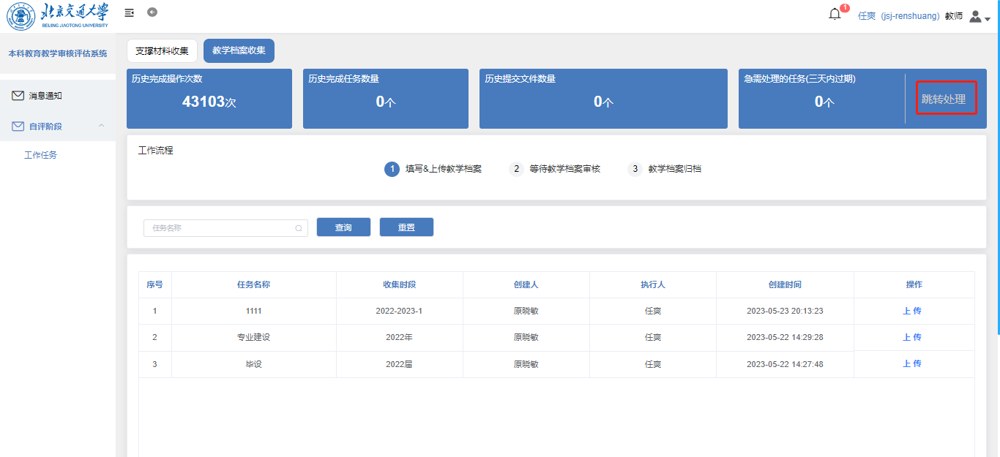 北京交通大学
BEIJING JIAOTONG UNIVERSITY
1
任爽 (jsj-renshuang) 教师
本科教育教学审核评估系统
消息通知
自评阶段
工作任务
支撑材料收集 教学档案收集
历史完成操作次数
43103次
历史完成任务数量
0个
历史提交文件数量
0个
急需处理的任务(三天内过期)
0个
跳转处理
工作流程
1 填写&上传教学档案 2 等待教学档案审核 3 教学档案归档
任务名称 查询 重置
序号 任务名称 收集时段 创建人 执行人 创建时间 操作
1 1111 2022-2023-1 原晓敏 任爽 2023-05-23 20:13:23 上 传
2 专业建设 2022年 原晓敏 任爽 2023-05-22 14:29:28 上 传
3 毕设 2022届 原晓敏 任爽 2023-05-22 14:27:48 上 传